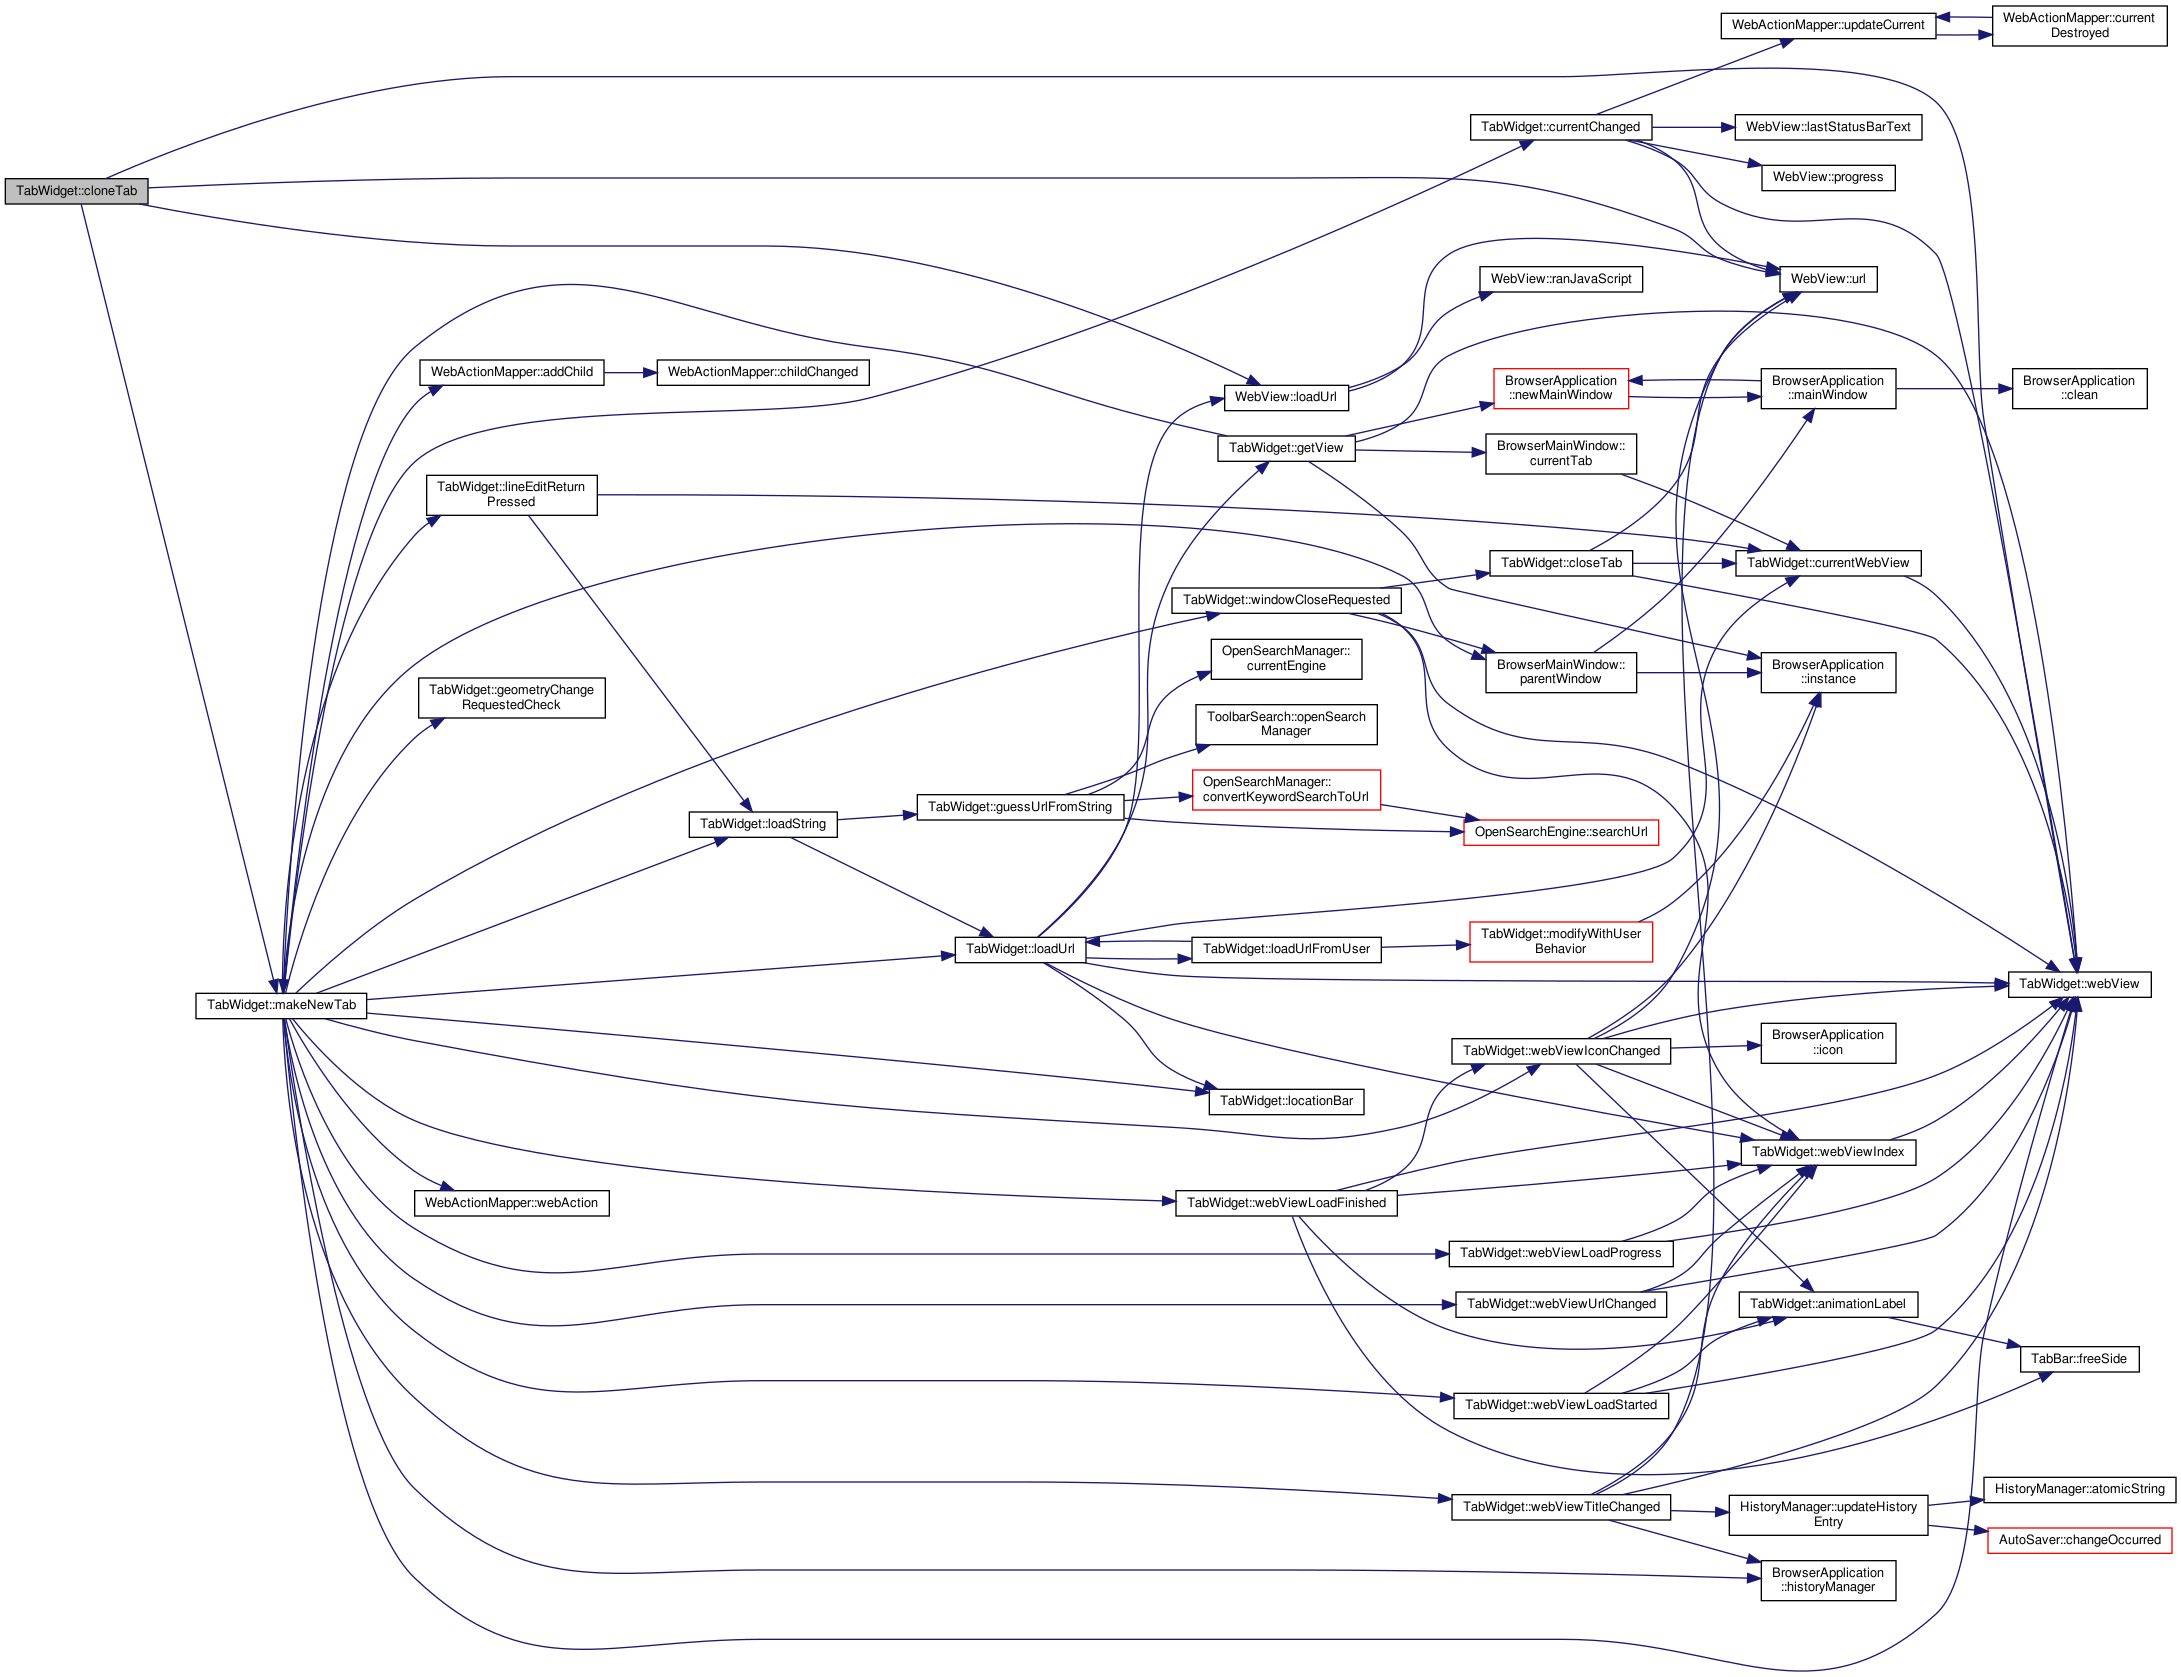 WebActionMapper::updateCurrent
WebActionMapper::current
Destroyed
TabWidget::currentChanged
WebView::lastStatusBarText
WebView::progress
TabWidget::cloneTab
WebView::ranJavaScript
WebView::url
WebActionMapper::addChild
WebActionMapper::childChanged
WebView::loadUrl
BrowserApplication
::newMainWindow
BrowserApplication
::mainWindow
BrowserApplication
::clean
TabWidget::getView
BrowserMainWindow::
currentTab
TabWidget::lineEditReturn
Pressed
TabWidget::closeTab
TabWidget::currentWebView
TabWidget::windowCloseRequested
OpenSearchManager::
currentEngine
BrowserMainWindow::
parentWindow
BrowserApplication
::instance
TabWidget::geometryChange
RequestedCheck
ToolbarSearch::openSearch
Manager
OpenSearchManager::
convertKeywordSearchToUrl
TabWidget::guessUrlFromString
TabWidget::loadString
OpenSearchEngine::searchUrl
TabWidget::loadUrl
TabWidget::loadUrlFromUser
TabWidget::modifyWithUser
Behavior
TabWidget::webView
TabWidget::makeNewTab
TabWidget::webViewIconChanged
BrowserApplication
::icon
TabWidget::locationBar
TabWidget::webViewIndex
WebActionMapper::webAction
TabWidget::webViewLoadFinished
TabWidget::webViewLoadProgress
TabWidget::webViewUrlChanged
TabWidget::animationLabel
TabBar::freeSide
TabWidget::webViewLoadStarted
TabWidget::webViewTitleChanged
HistoryManager::updateHistory
Entry
HistoryManager::atomicString
AutoSaver::changeOccurred
BrowserApplication
::historyManager